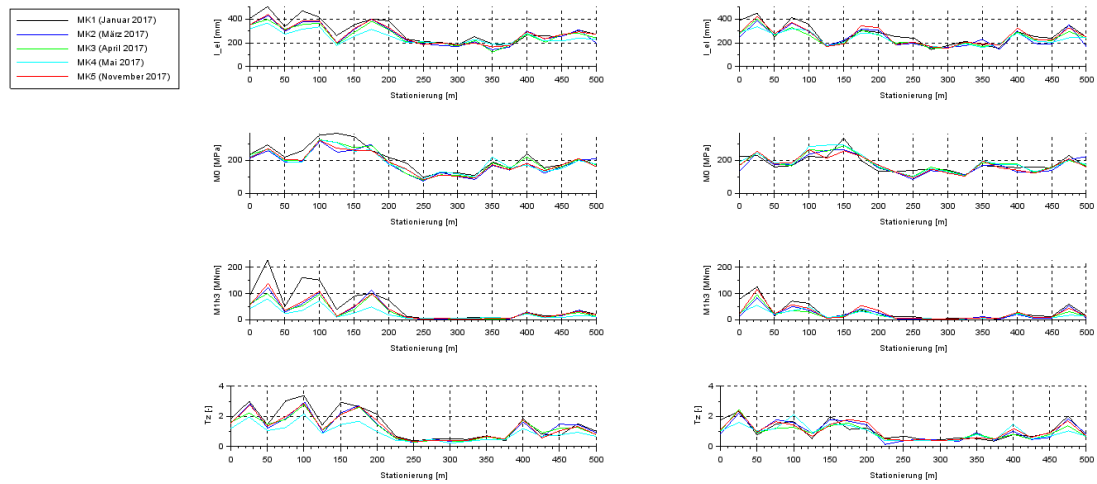 MK1 (Januar 2017)
MK2 (März 2017)
MK3 (April 2017)
MK4 (Mai 2017)
MK5 (November 2017)
I_el [mm]
400
200
0
0 50 100 150 200 250 300 350 400 450 500
Stationierung [m]
I_el [mm]
400
200
0
0 50 100 150 200 250 300 350 400 450 500
Stationierung [m]
M0 [MPa]
200
0
0 50 100 150 200 250 300 350 400 450 500
Stationierung [m]
M0 [MPa]
200
0
0 50 100 150 200 250 300 350 400 450 500
Stationierung [m]
M1h3 [MNm]
200
100
0
0 50 100 150 200 250 300 350 400 450 500
Stationierung [m]
M1h3 [MNm]
200
100
0
0 50 100 150 200 250 300 350 400 450 500
Stationierung [m]
Tz [-]
4
2
0
0 50 100 150 200 250 300 350 400 450 500
Stationierung [m]
Tz [-]
4
2
0
0 50 100 150 200 250 300 350 400 450 500
Stationierung [m]